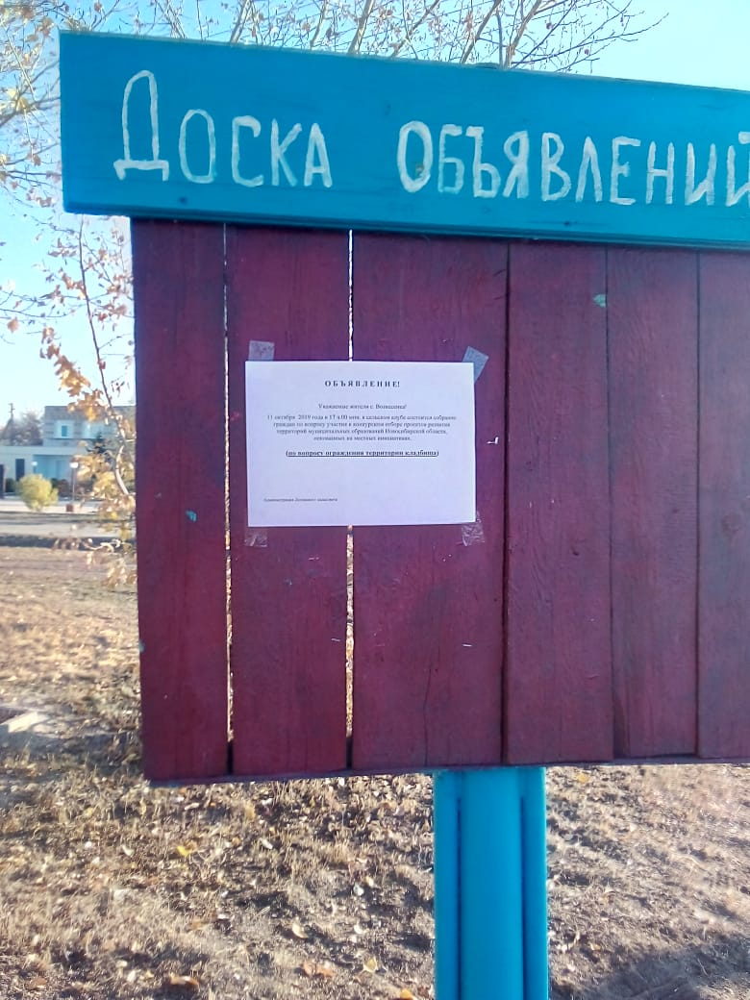 Доска объявлений
ОБЪЯВЛЕНИЕ!
Уважаемые жители с. Вознесенка!
11 октября 2019 года в 17 ч.00 мин. в сельском клубе состоится собрание
граждан по вопросу участия в конкурсном отборе проектов развития
территорий муниципальных образований Новосибирской области,
основанных на местных инициативах.
(по вопросу ограждения территории кладбища)
Администрация сельсовета